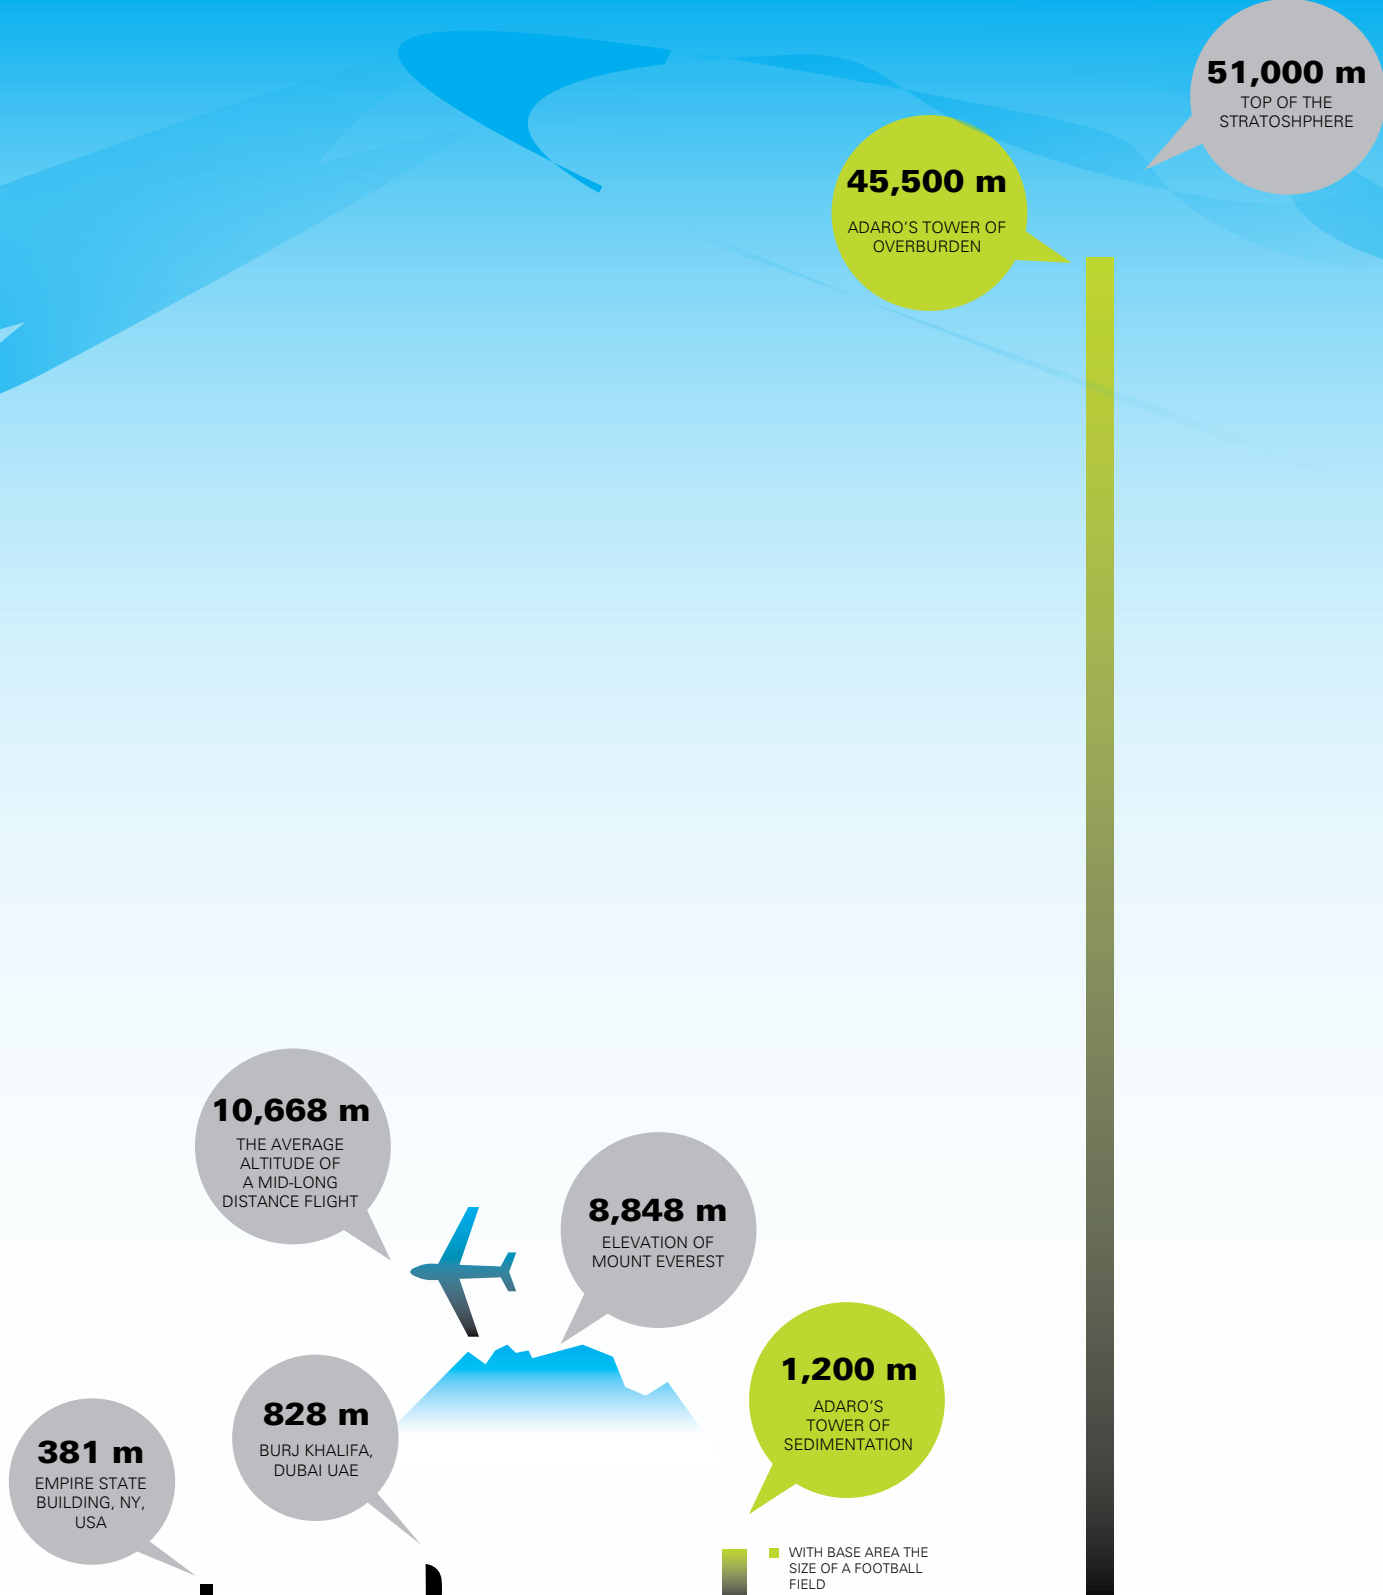 51,000 m
TOP OF THE
STRATOSHPHERE
45,500 m
ADARO’S TOWER OF
OVERBURDEN
10,668 m
THE AVERAGE
ALTITUDE OF
A MID-LONG
DISTANCE FLIGHT
8,848 m
ELEVATION OF
MOUNT EVEREST
1,200 m
ADARO’S
TOWER OF
SEDIMENTATION
828 m
BURJ KHALIFA,
DUBAI UAE
381 m
EMPIRE STATE
BUILDING, NY,
USA
WITH BASE AREA THE
SIZE OF A FOOTBALL
FIELD